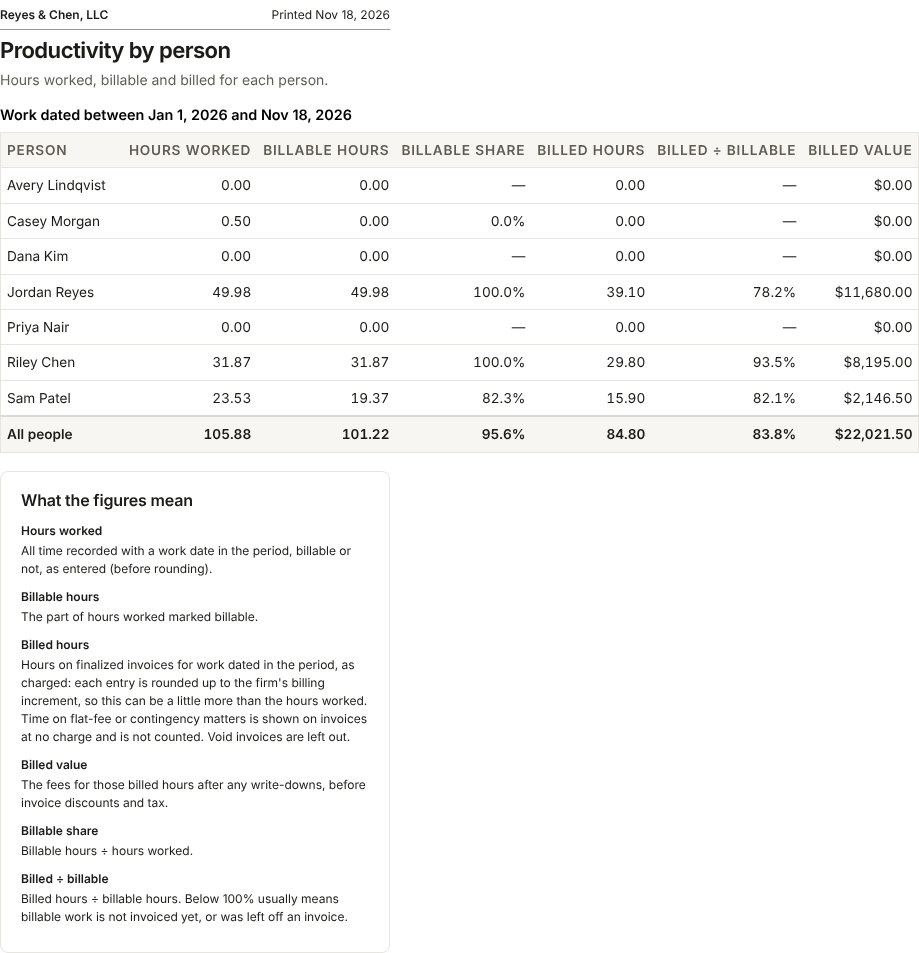 Reyes & Chen, LLC Printed Nov 18, 2026
Productivity by person
Hours worked, billable and billed for each person.
Work dated between Jan 1, 2026 and Nov 18, 2026
PERSON HOURS WORKED BILLABLE HOURS BILLABLE SHARE BILLED HOURS BILLED ÷ BILLABLE BILLED VALUE
Avery Lindqvist 0.00 0.00 — 0.00 — $0.00
Casey Morgan 0.50 0.00 0.0% 0.00 — $0.00
Dana Kim 0.00 0.00 — 0.00 — $0.00
Jordan Reyes 49.98 49.98 100.0% 39.10 78.2% $11,680.00
Priya Nair 0.00 0.00 — 0.00 — $0.00
Riley Chen 31.87 31.87 100.0% 29.80 93.5% $8,195.00
Sam Patel 23.53 19.37 82.3% 15.90 82.1% $2,146.50
All people 105.88 101.22 95.6% 84.80 83.8% $22,021.50
What the figures mean
Hours worked
All time recorded with a work date in the period, billable or
not, as entered (before rounding).
Billable hours
The part of hours worked marked billable.
Billed hours
Hours on finalized invoices for work dated in the period, as
charged: each entry is rounded up to the firm's billing
increment, so this can be a little more than the hours worked.
Time on flat-fee or contingency matters is shown on invoices
at no charge and is not counted. Void invoices are left out.
Billed value
The fees for those billed hours after any write-downs, before
invoice discounts and tax.
Billable share
Billable hours ÷ hours worked.
Billed ÷ billable
Billed hours ÷ billable hours. Below 100% usually means
billable work is not invoiced yet, or was left off an invoice.